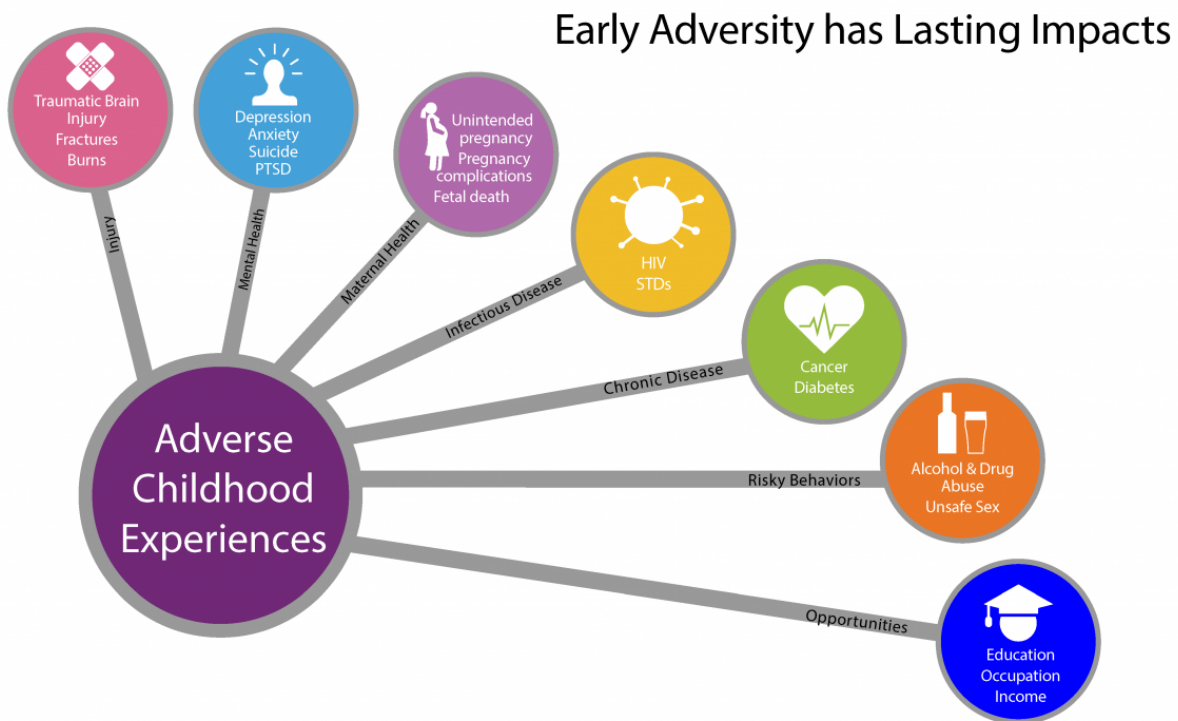 Early Adversity has Lasting Impacts
Traumatic Brain
Injury
Fractures
Burns
Injury
Depression
Anxiety
Suicide
PTSD
Mental Health
Unintended
pregnancy
Pregnancy
complications
Fetal death
Maternal Health
HIV
STDs
Infectious Disease
Cancer
Diabetes
Chronic Disease
Alcohol & Drug
Abuse
Unsafe Sex
Risky Behaviors
Education
Occupation
Income
Opportunities
Adverse
Childhood
Experiences